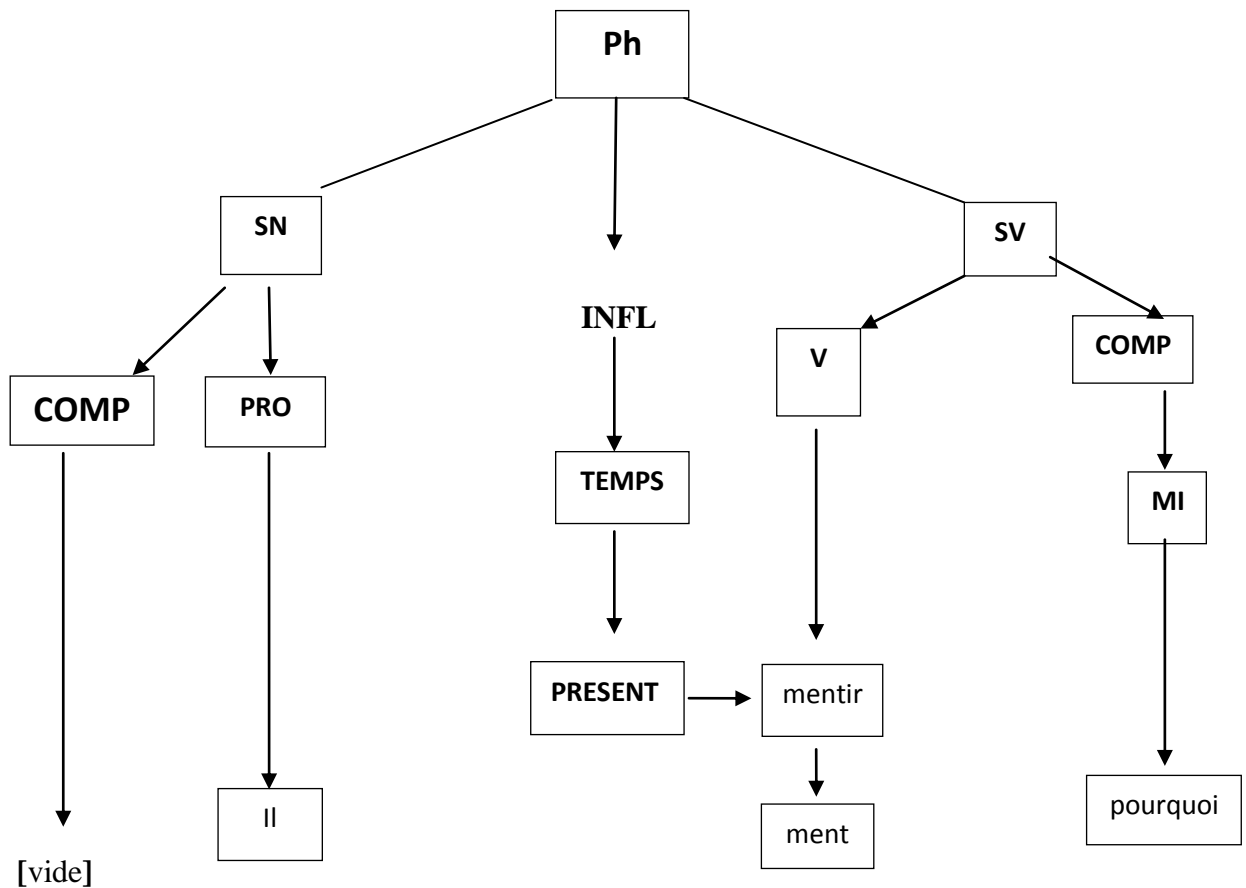 Ph
SN
SV
INFL
V
COMP
COMP
PRO
TEMPS
MI
PRESENT
mentir
Il
ment
pourquoi
[vide]